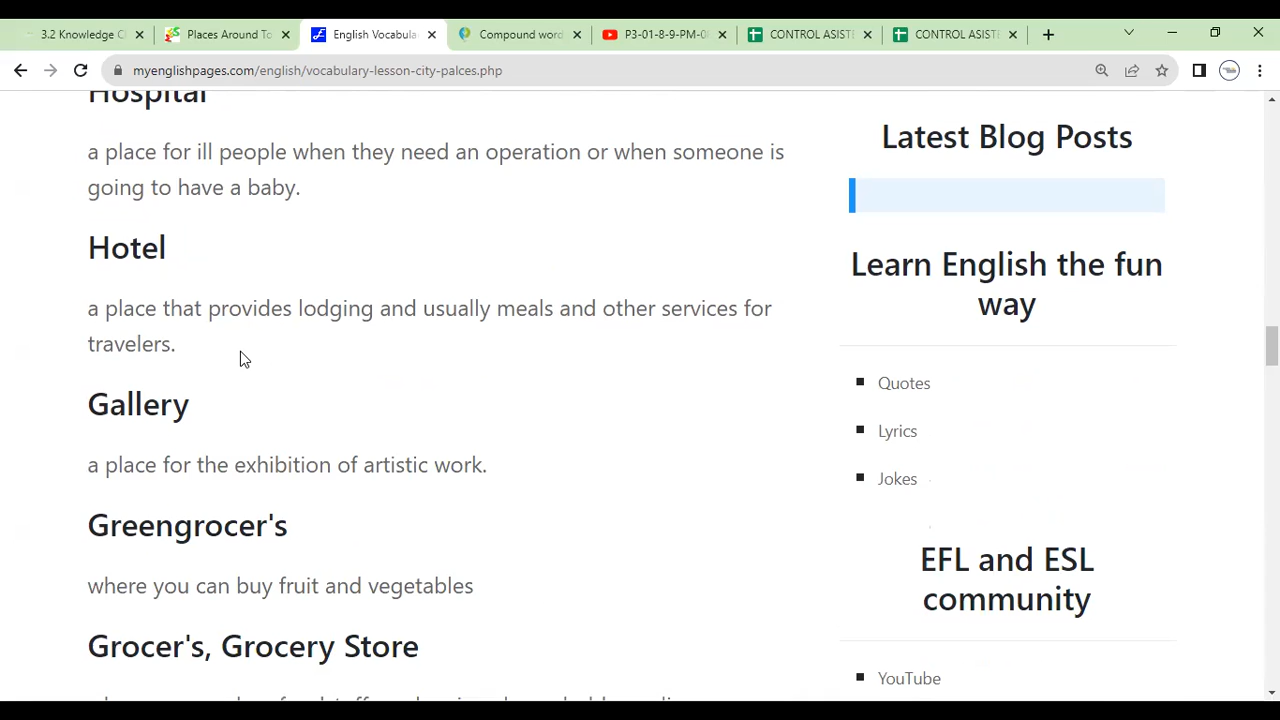 3.2 Knowledge C
Places Around To
English Vocabula
Compound word
P3-01-8-9-PM-0
CONTROL ASISTE
CONTROL ASISTE
myenglishpages.com/english/vocabulary-lesson-city-palces.php
Hospital
a place for ill people when they need an operation or when someone is
going to have a baby.
Hotel
a place that provides lodging and usually meals and other services for
travelers.
Gallery
a place for the exhibition of artistic work.
Greengrocer's
where you can buy fruit and vegetables
Grocer's, Grocery Store
Latest Blog Posts
Learn English the fun
way
Quotes
Lyrics
Jokes
EFL and ESL
community
YouTube